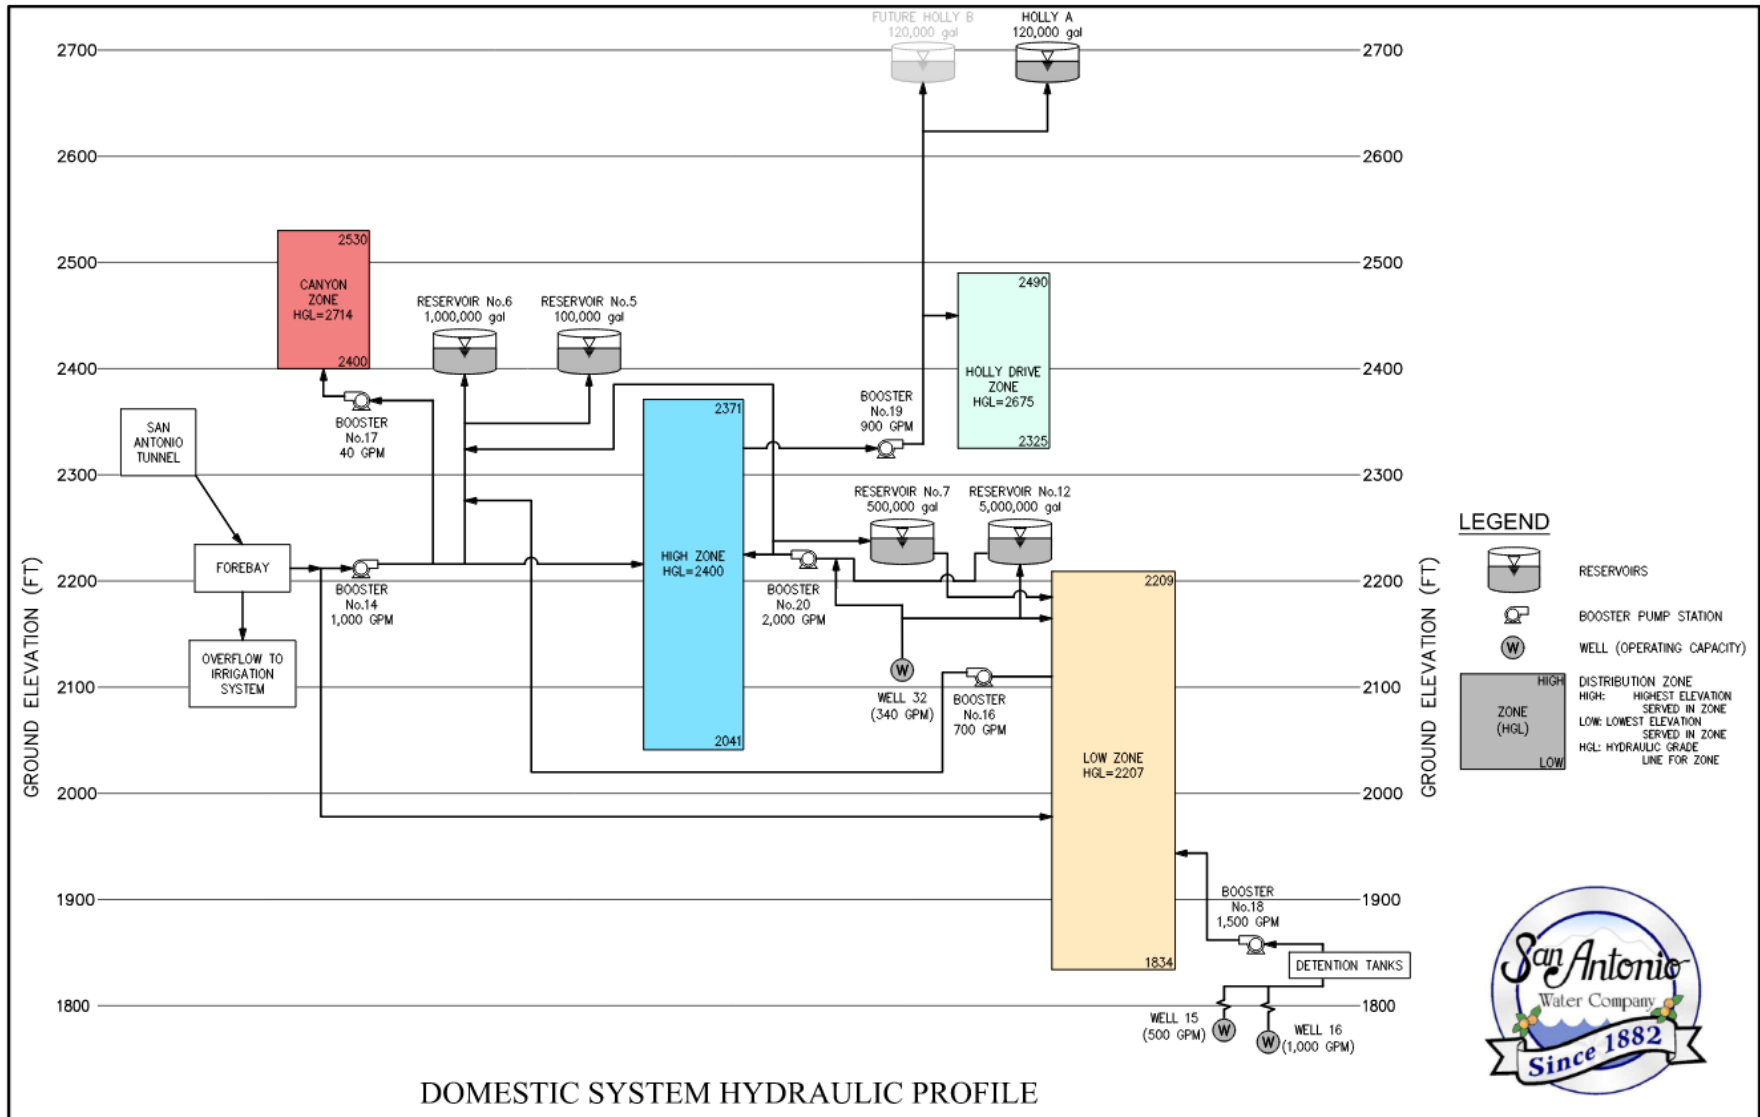 FUTURE HOLLY B
120,000 gal
HOLLY A
120,000 gal
2700
2700
2600
2600
2530
CANYON
ZONE
HGL=2714
2400
2500
2500
2490
HOLLY DRIVE
ZONE
HGL=2675
2325
RESERVOIR No.6
1,000,000 gal
RESERVOIR No.5
100,000 gal
2400
2400
BOOSTER
No.17
40 GPM
BOOSTER
No.19
900 GPM
SAN
ANTONIO
TUNNEL
2371
HIGH ZONE
HGL=2400
2041
2300
2300
RESERVOIR No.7
500,000 gal
RESERVOIR No.12
5,000,000 gal
FOREBAY
BOOSTER
No.14
1,000 GPM
BOOSTER
No.20
2,000 GPM
2200
2200
OVERFLOW TO
IRRIGATION
SYSTEM
2209
LOW ZONE
HGL=2207
1834
W
WELL 32
(340 GPM)
BOOSTER
No.16
700 GPM
2100
2100
2000
2000
1900
1900
BOOSTER
No.18
1,500 GPM
DETENTION TANKS
1800
1800
WELL 15
(500 GPM)
W
W
WELL 16
(1,000 GPM)
GROUND ELEVATION (FT)
GROUND ELEVATION (FT)
LEGEND
RESERVOIRS
BOOSTER PUMP STATION
W
WELL (OPERATING CAPACITY)
HIGH
ZONE
(HGL)
LOW
DISTRIBUTION ZONE
HIGH: HIGHEST ELEVATION
SERVED IN ZONE
LOW: LOWEST ELEVATION
SERVED IN ZONE
HGL: HYDRAULIC GRADE
LINE FOR ZONE
San Antonio
Water Company
Since 1882
DOMESTIC SYSTEM HYDRAULIC PROFILE